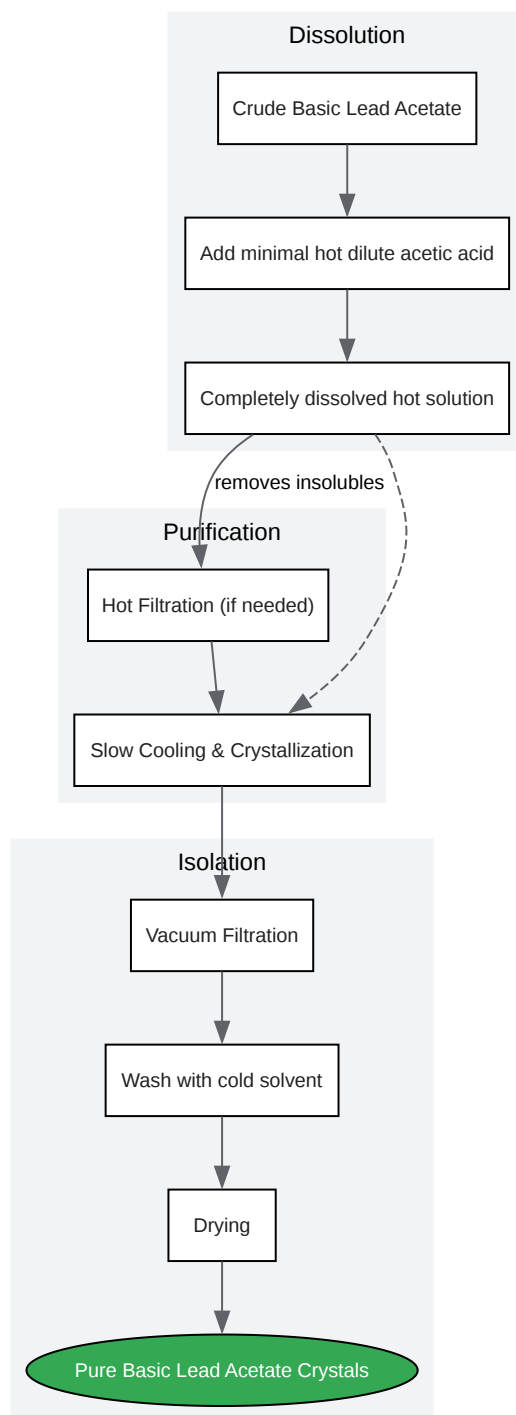 Dissolution
Crude Basic Lead Acetate
Add minimal hot dilute acetic acid
Completely dissolved hot solution
removes insolubles
Purification
Hot Filtration (if needed)
Slow Cooling & Crystallization
Isolation
Vacuum Filtration
Wash with cold solvent
Drying
Pure Basic Lead Acetate Crystals